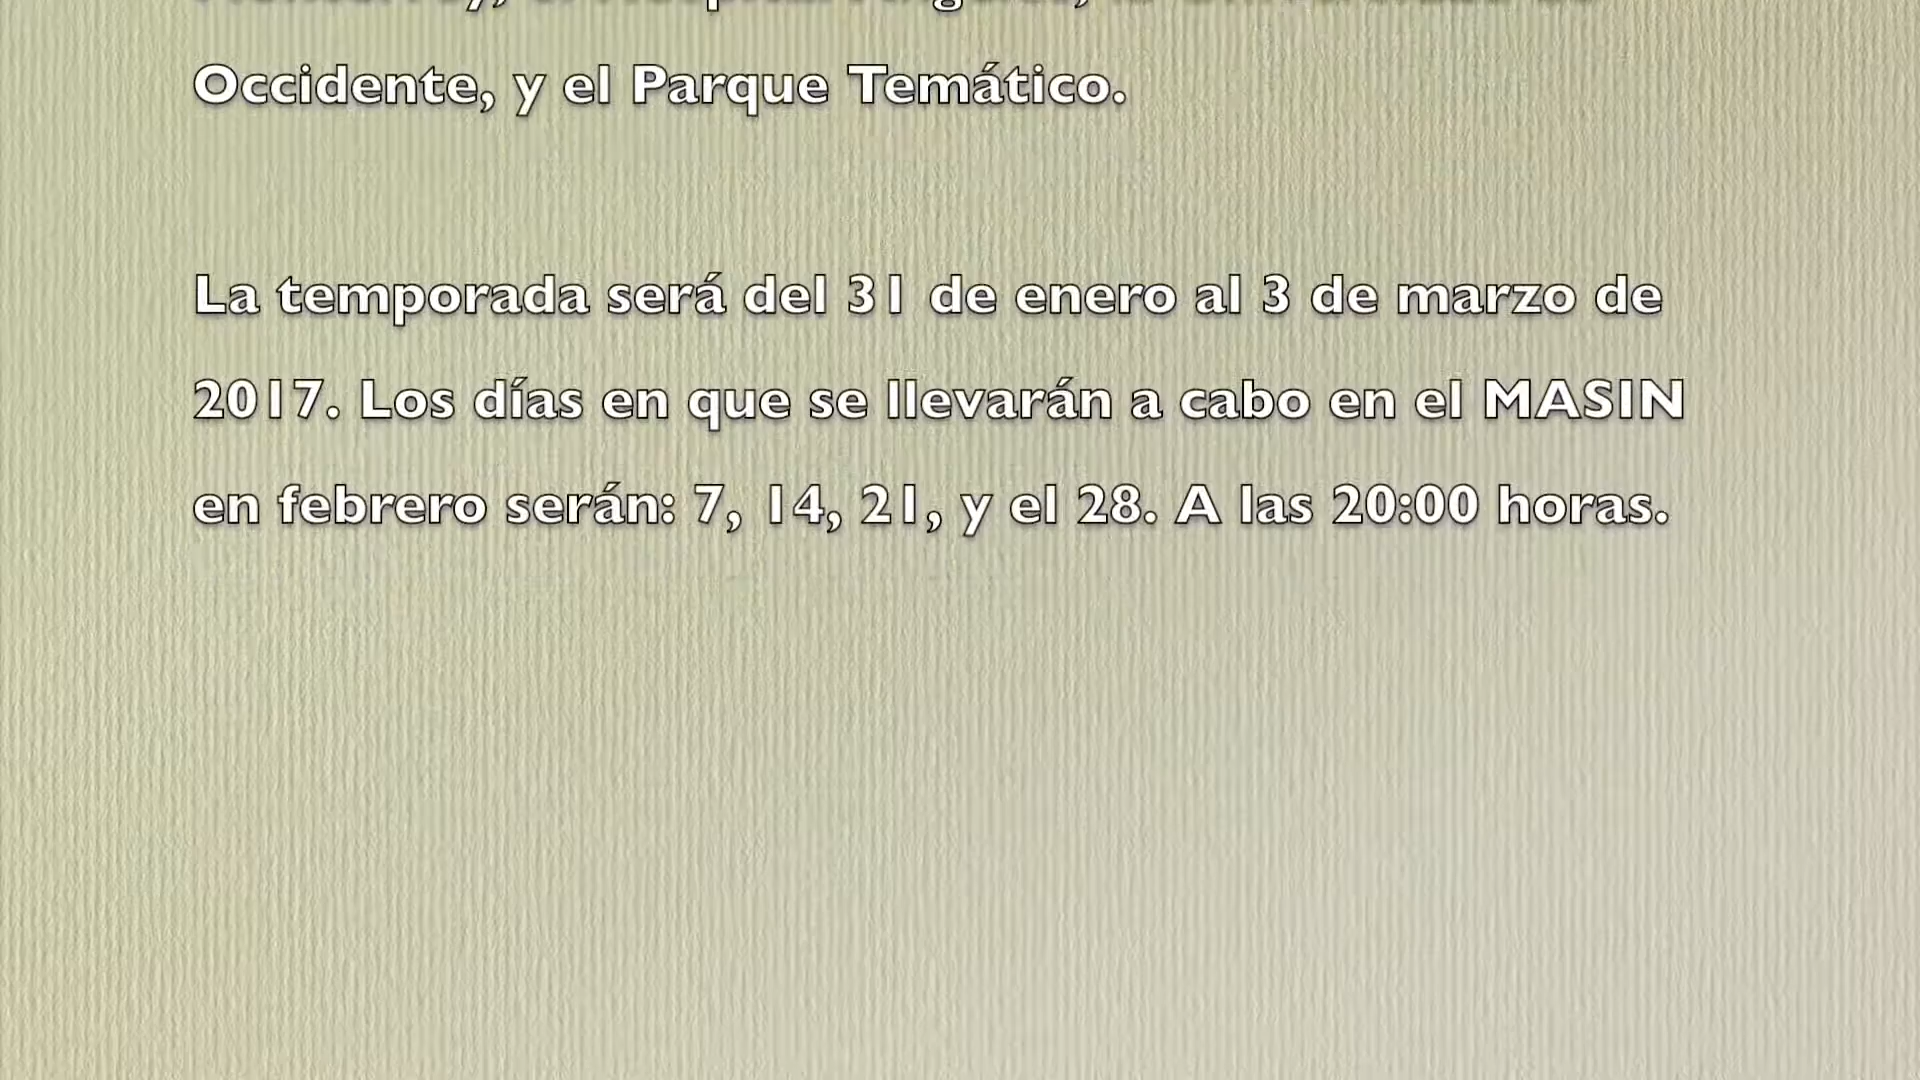 Occidente, y el Parque Temático.
La temporada será del 31 de enero al 3 de marzo de
2017. Los días en que se llevarán a cabo en el MASIN
en febrero serán: 7, 14, 21, y el 28. A las 20:00 horas.